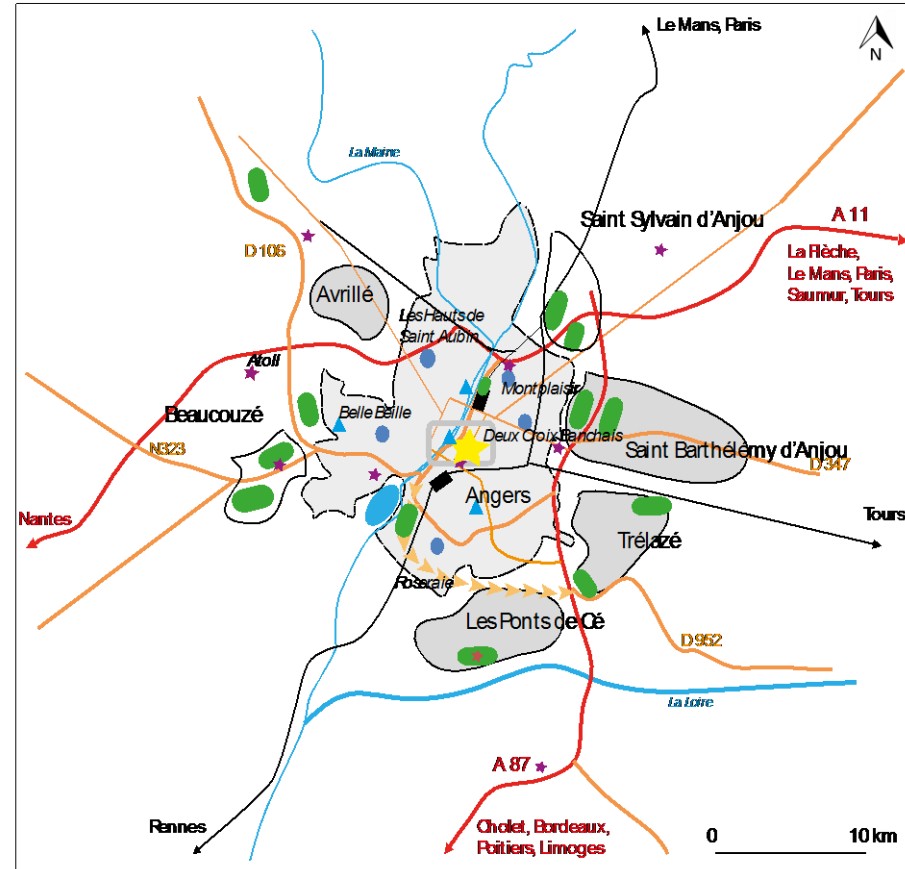 Le Mans, Paris
N
La Maine
Saint Sylvain d'Anjou
A 11
D 106
La Flèche,
Le Mans, Paris,
Saumur, Tours
Avrillé
Les Hauts de
Saint Aubin
Atoll
Montplaisir
Beaucouzé
Belle Beille
Deux Croix Banchais
N323
Saint Barthélémy d'Anjou
D 347
Angers
Nantes
Tours
Trélazé
Roseraie
Les Ponts de Cé
D 952
La Loire
A 87
Rennes
Cholet, Bordeaux,
Poitiers, Limoges
0 10 km